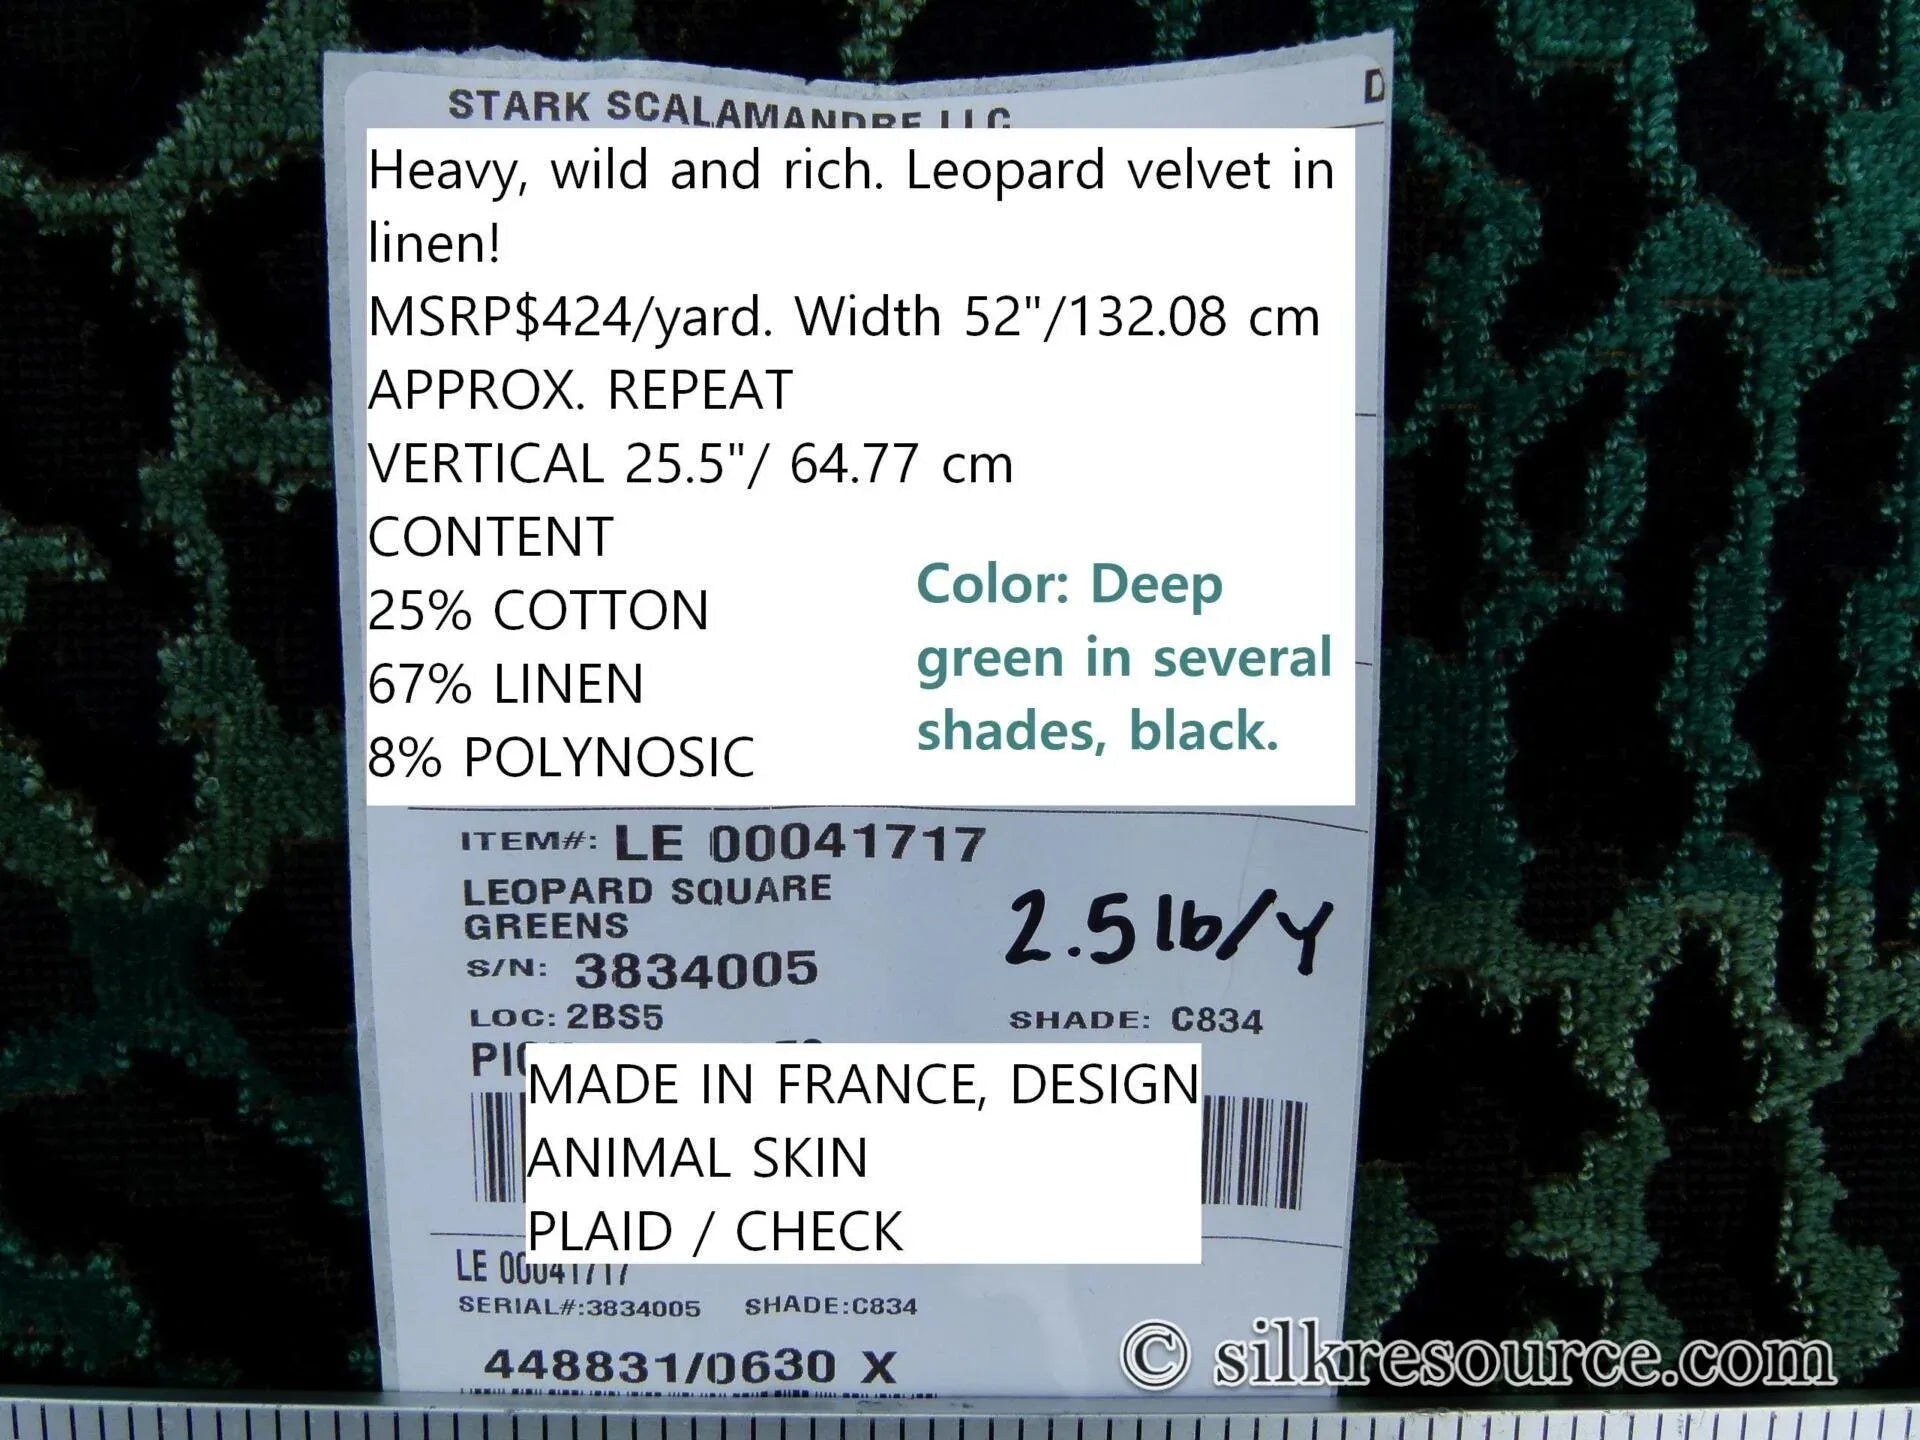 STARK SCALAMANDRE LLC
D
Heavy, wild and rich. Leopard velvet in
linen!
MSRP$424/yard. Width 52"/132.08 cm
APPROX. REPEAT
VERTICAL 25.5"/ 64.77 cm
CONTENT
25% COTTON
67% LINEN
8% POLYNOSIC
Color: Deep
green in several
shades, black.
ITEM#: LE 00041717
LEOPARD SQUARE
GREENS
2.5 lb/Y
S/N: 3834005
LOC: 2BS5 SHADE: C834
MADE IN FRANCE, DESIGN
ANIMAL SKIN
PLAID / CHECK
LE 00041717
SERIAL#:3834005 SHADE:C834
448831/0630 X
© silkresource.com